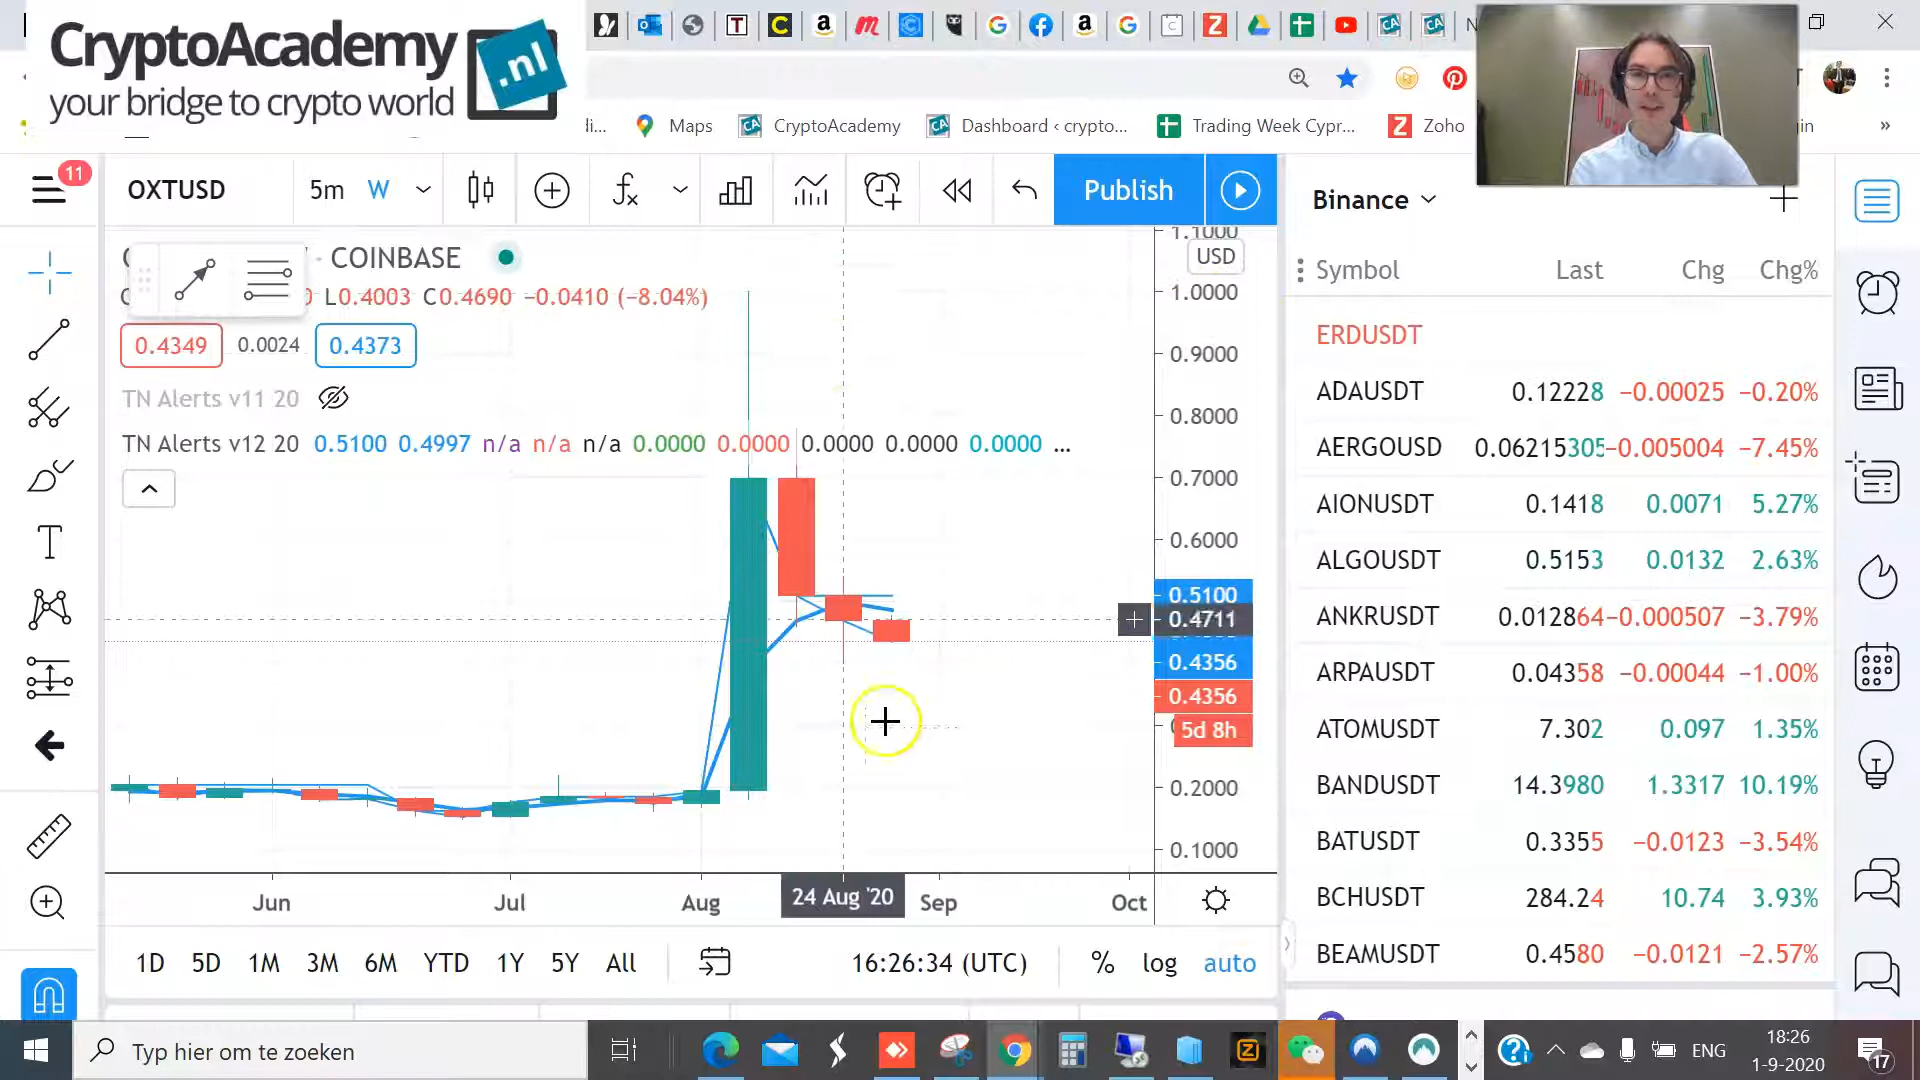 CryptoAcademy
.nl
your bridge to crypto world
Maps
CryptoAcademy
Dashboard ‹ crypto...
Trading Week Cypr...
Zoho
»
11
OXTUSD
5m
W
Publish
Binance
COINBASE
L0.4003 C0.4690 −0.0410 (−8.04%)
0.4349
0.0024
0.4373
TN Alerts v11 20
TN Alerts v12 20 0.5100 0.4997 n/a n/a n/a 0.0000 0.0000 0.0000 0.0000 0.0000 ...
USD
1.1000
1.0000
0.9000
0.8000
0.7000
0.6000
0.5100
0.4711
0.4356
0.4356
5d 8h
0.2000
0.1000
Jun
Jul
Aug
24 Aug '20
Sep
Oct
1D 5D 1M 3M 6M YTD 1Y 5Y All
16:26:34 (UTC)
% log auto
Symbol Last Chg Chg%
ERDUSDT
ADAUSDT 0.12228 −0.00025 −0.20%
AERGOUSD 0.06215305 −0.005004 −7.45%
AIONUSDT 0.1418 0.0071 5.27%
ALGOUSDT 0.5153 0.0132 2.63%
ANKRUSDT 0.012864 −0.000507 −3.79%
ARPAUSDT 0.04358 −0.00044 −1.00%
ATOMUSDT 7.302 0.097 1.35%
BANDUSDT 14.3980 1.3317 10.19%
BATUSDT 0.3355 −0.0123 −3.54%
BCHUSDT 284.24 10.74 3.93%
BEAMUSDT 0.4580 −0.0121 −2.57%
Typ hier om te zoeken
ENG
18:26
1-9-2020
17